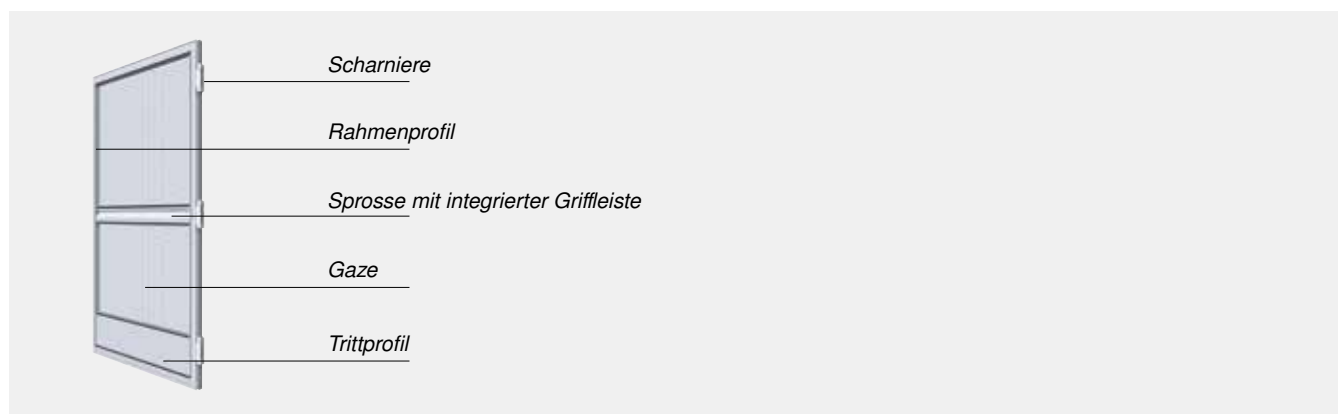 Scharniere
Rahmenprofil
Sprosse mit integrierter Griffleiste
Gaze
Trittprofil